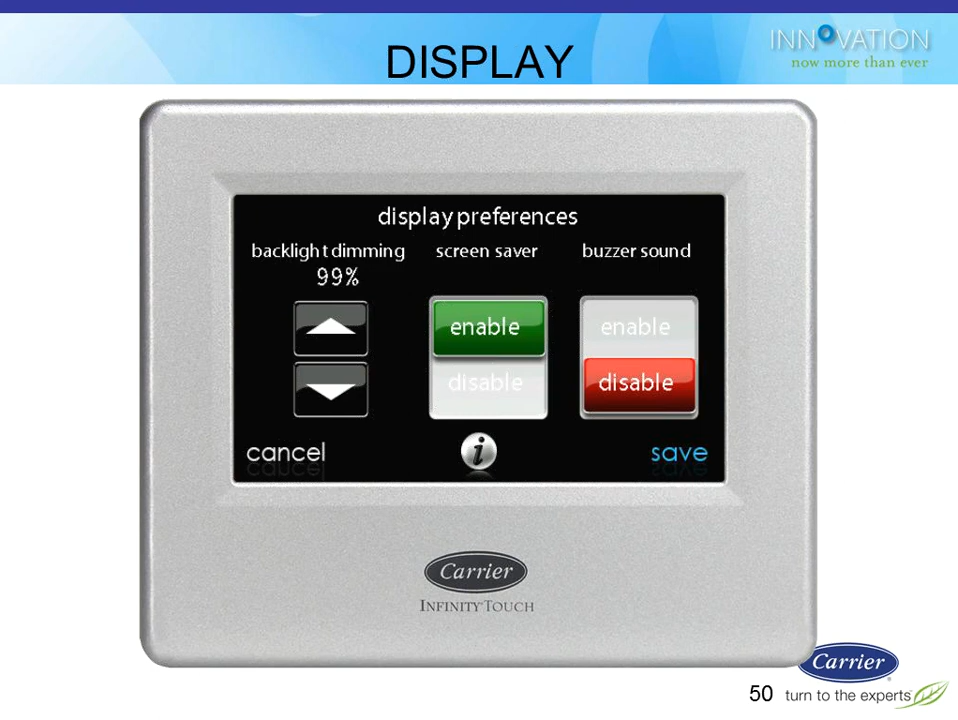 DISPLAY
INNOVATION
now more than ever
display preferences
backlight dimming screen saver buzzer sound
99%
enable enable
disable disable
cancel i save
Carrier
INFINITY TOUCH
Carrier
50 turn to the experts